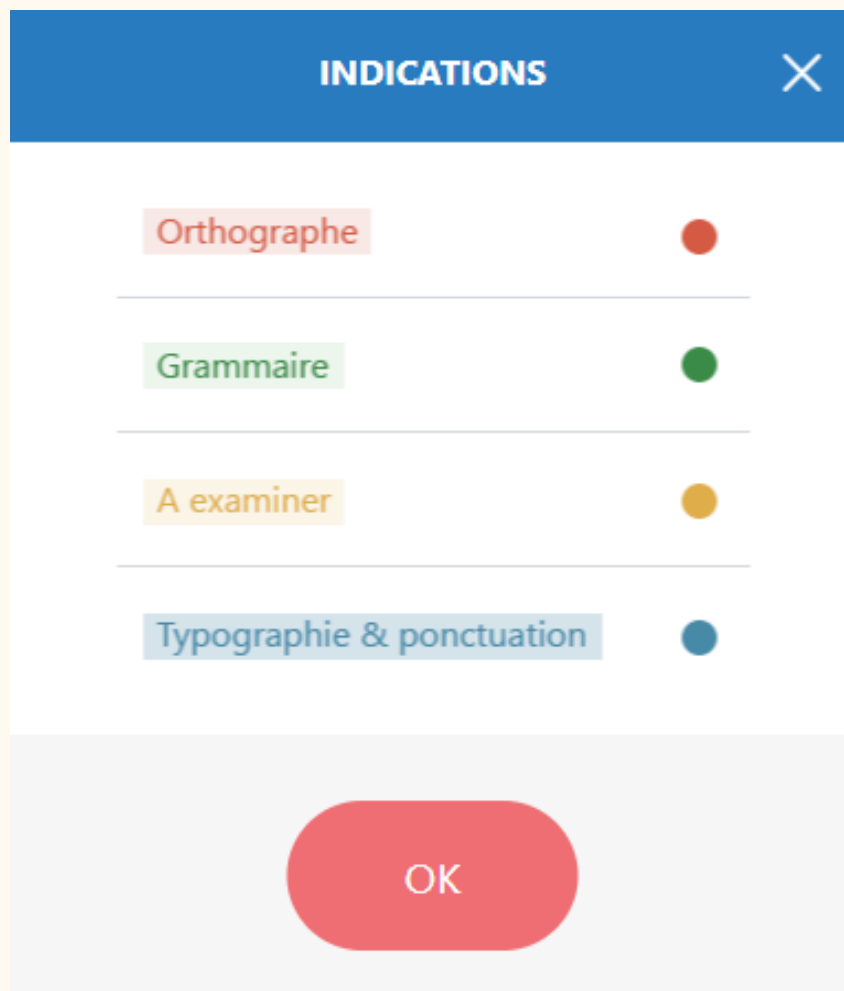 INDICATIONS
Orthographe
Grammaire
A examiner
Typographie & ponctuation
OK